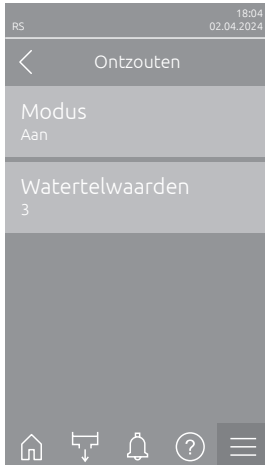 18:04
RS 02.04.2024
Ontzouten
Modus
Aan
Watertelwaarden
3
?